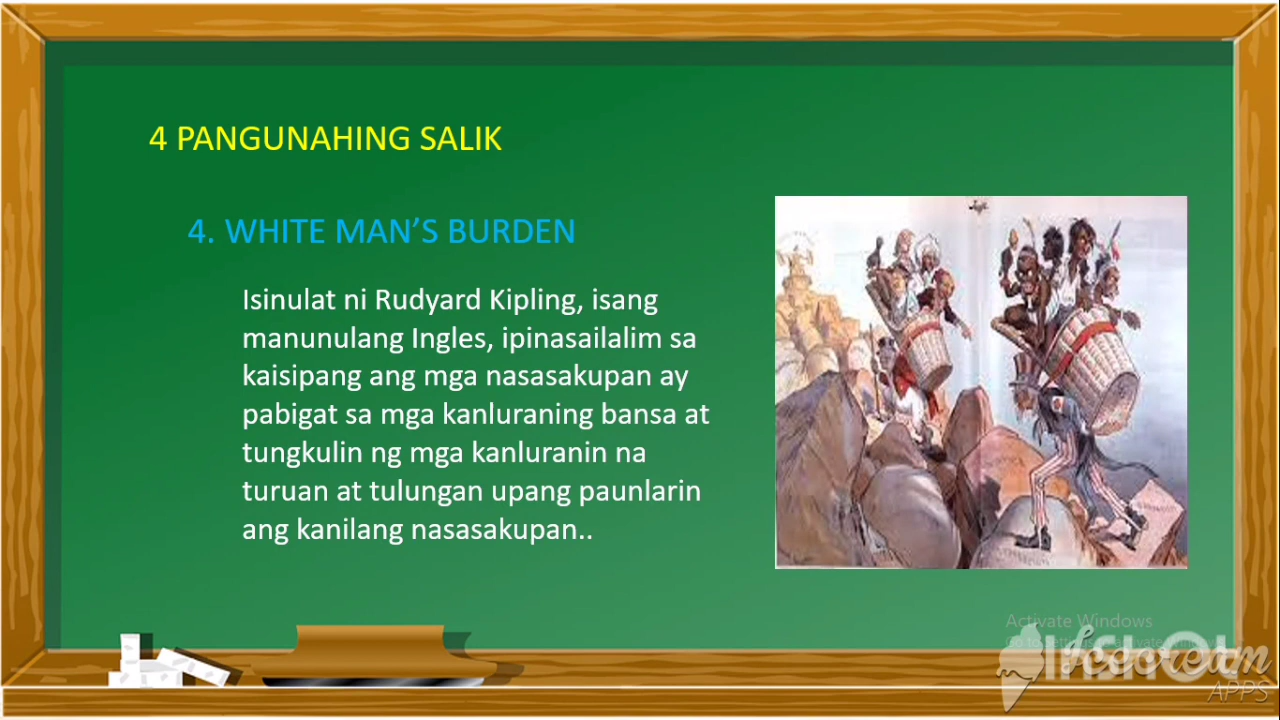 4 PANGUNAHING SALIK
4. WHITE MAN’S BURDEN
Isinulat ni Rudyard Kipling, isang
manunulang Ingles, ipinasailalim sa
kaisipang ang mga nasasakupan ay
pabigat sa mga kanluraning bansa at
tungkulin ng mga kanluranin na
turuan at tulungan upang paunlarin
ang kanilang nasasakupan..
Activate Windows
Icecream
APPS